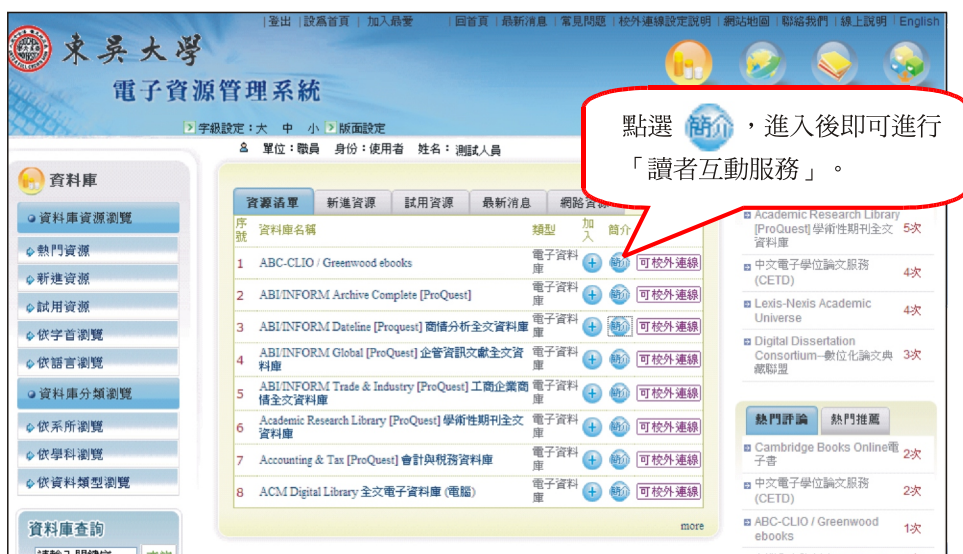 登出 | 設為首頁 | 加入最愛 | 回首頁 | 最新消息 | 常見問題 | 校外連線設定說明 | 網站地圖 | 聯絡我們 | 線上說明 | English
東吳大學
電子資源管理系統
字級設定：大 中 小 版面設定
單位：職員 身份：使用者 姓名：測試人員
點選 簡介 ，進入後即可進行
「讀者互動服務」。
資料庫
資料庫資源瀏覽
熱門資源
新進資源
試用資源
依字首瀏覽
依語言瀏覽
資料庫分類瀏覽
依系所瀏覽
依學科瀏覽
依資料類型瀏覽
資料庫查詢
資源清單 新進資源 試用資源 最新消息 網路資
序號 資料庫名稱 類型 加入 簡介
1 ABC-CLIO / Greenwood ebooks 電子資料庫 簡介 可校外連線
2 ABI/INFORM Archive Complete [ProQuest] 電子資料庫 簡介 可校外連線
3 ABI/INFORM Dateline [Proquest] 商情分析全文資料庫 電子資料庫 簡介 可校外連線
4 ABI/INFORM Global [ProQuest] 企管資訊文獻全文資料庫 電子資料庫 簡介 可校外連線
5 ABI/INFORM Trade & Industry [ProQuest] 工商企業商情全文資料庫 電子資料庫 簡介 可校外連線
6 Academic Research Library [ProQuest] 學術性期刊全文資料庫 電子資料庫 簡介 可校外連線
7 Accounting & Tax [ProQuest] 會計與稅務資料庫 電子資料庫 簡介 可校外連線
8 ACM Digital Library 全文電子資料庫 (電腦) 電子資料庫 簡介 可校外連線
more
Academic Research Library
[ProQuest] 學術性期刊全文 5次
資料庫
中文電子學位論文服務
(CETD) 4次
Lexis-Nexis Academic
Universe 4次
Digital Dissertation
Consortium--數位化論文典 3次
藏聯盟
熱門評論 熱門推薦
Cambridge Books Online電
子書 2次
中文電子學位論文服務
(CETD) 2次
ABC-CLIO / Greenwood
ebooks 1次